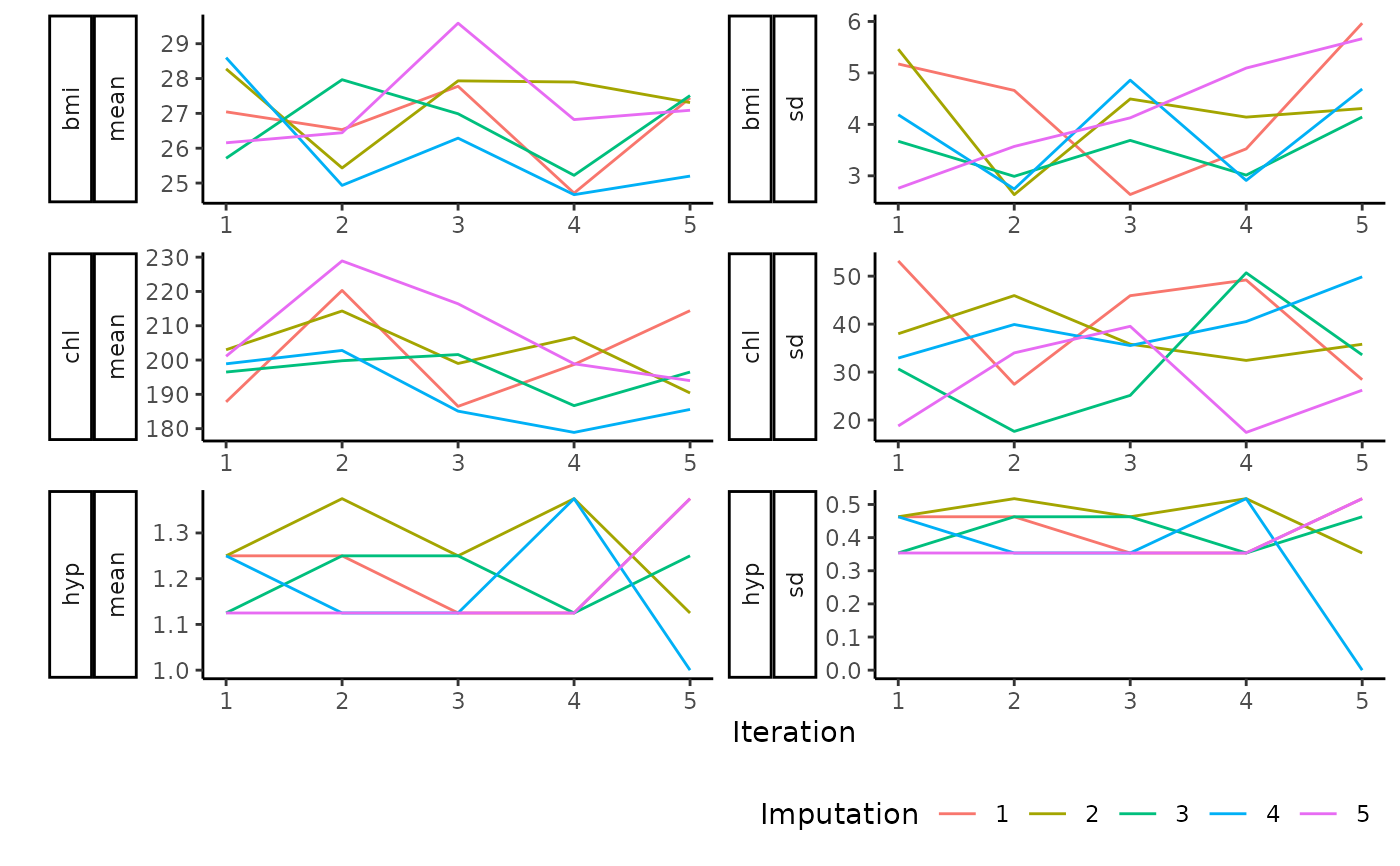 bmi mean
29
28
27
26
25
1 2 3 4 5
bmi sd
6
5
4
3
1 2 3 4 5
chl mean
230
220
210
200
190
180
1 2 3 4 5
chl sd
50
40
30
20
1 2 3 4 5
hyp mean
1.3
1.2
1.1
1.0
1 2 3 4 5
hyp sd
0.5
0.4
0.3
0.2
0.1
0.0
1 2 3 4 5
Iteration
Imputation 1 2 3 4 5